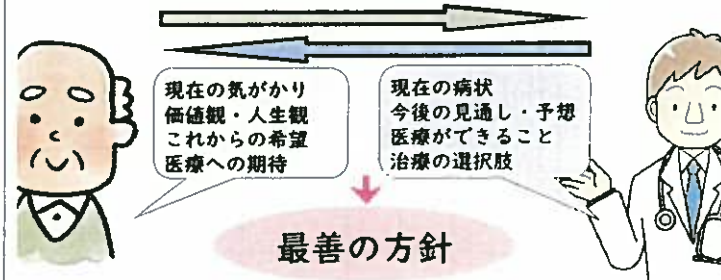 現在の気がかり
価値観・人生観
これからの希望
医療への期待
現在の病状
今後の見通し・予想
医療ができること
治療の選択肢
最善の方針